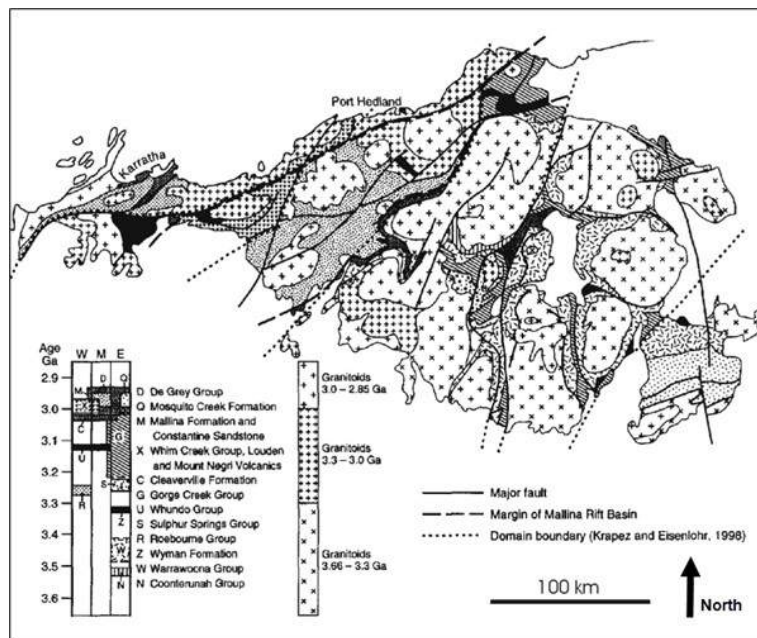 Port Hedland
Karratha
Age
Ga
W M E
2.9
3.0
3.1
3.2
3.3
3.4
3.5
3.6
M
D
Q
C
G
U
S
R
Z
W
N
D De Grey Group
Q Mosquito Creek Formation
M Mallina Formation and
Constantine Sandstone
X Whim Creek Group, Louden
and Mount Negri Volcanics
C Cleaverville Formation
G Gorge Creek Group
U Whundo Group
S Sulphur Springs Group
R Roebourne Group
Z Wyman Formation
W Warrawoona Group
N Coonterunah Group
Granitoids
3.0 – 2.85 Ga
Granitoids
3.3 – 3.0 Ga
Granitoids
3.66 – 3.3 Ga
Major fault
Margin of Mallina Rift Basin
Domain boundary (Krapez and Eisenlohr, 1998)
100 km
North